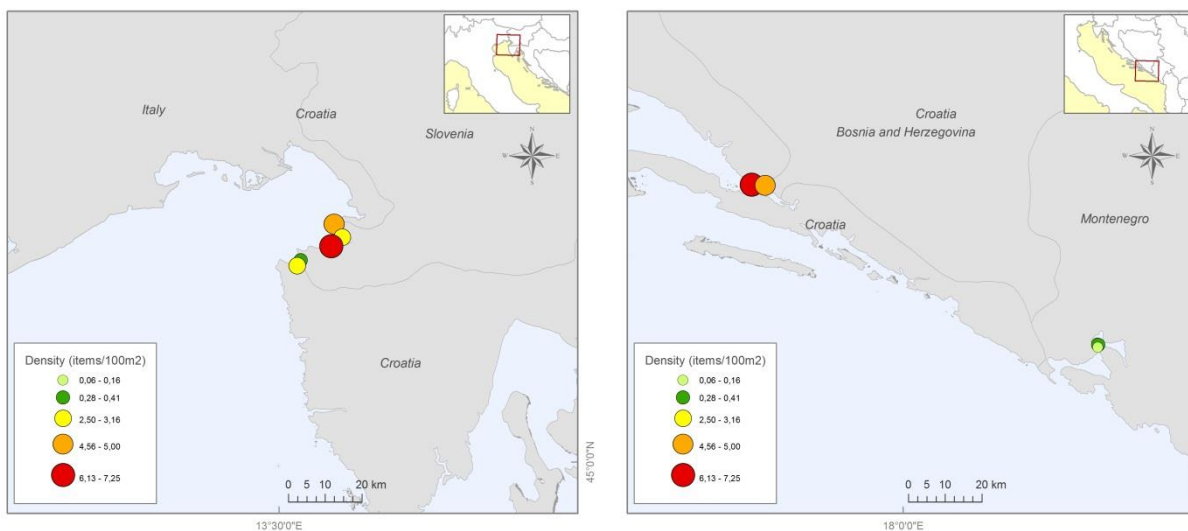 Italy
Croatia
Slovenia
N
W
E
S
Croatia
Density (items/100m2)
0,06 - 0,16
0,28 - 0,41
2,50 - 3,16
4,56 - 5,00
6,13 - 7,25
0 5 10 20 km
45°0'0"N
13°30'0"E
Croatia
Bosnia and Herzegovina
N
W
E
S
Croatia
Montenegro
Density (items/100m2)
0,06 - 0,16
0,28 - 0,41
2,50 - 3,16
4,56 - 5,00
6,13 - 7,25
0 5 10 20 km
18°0'0"E